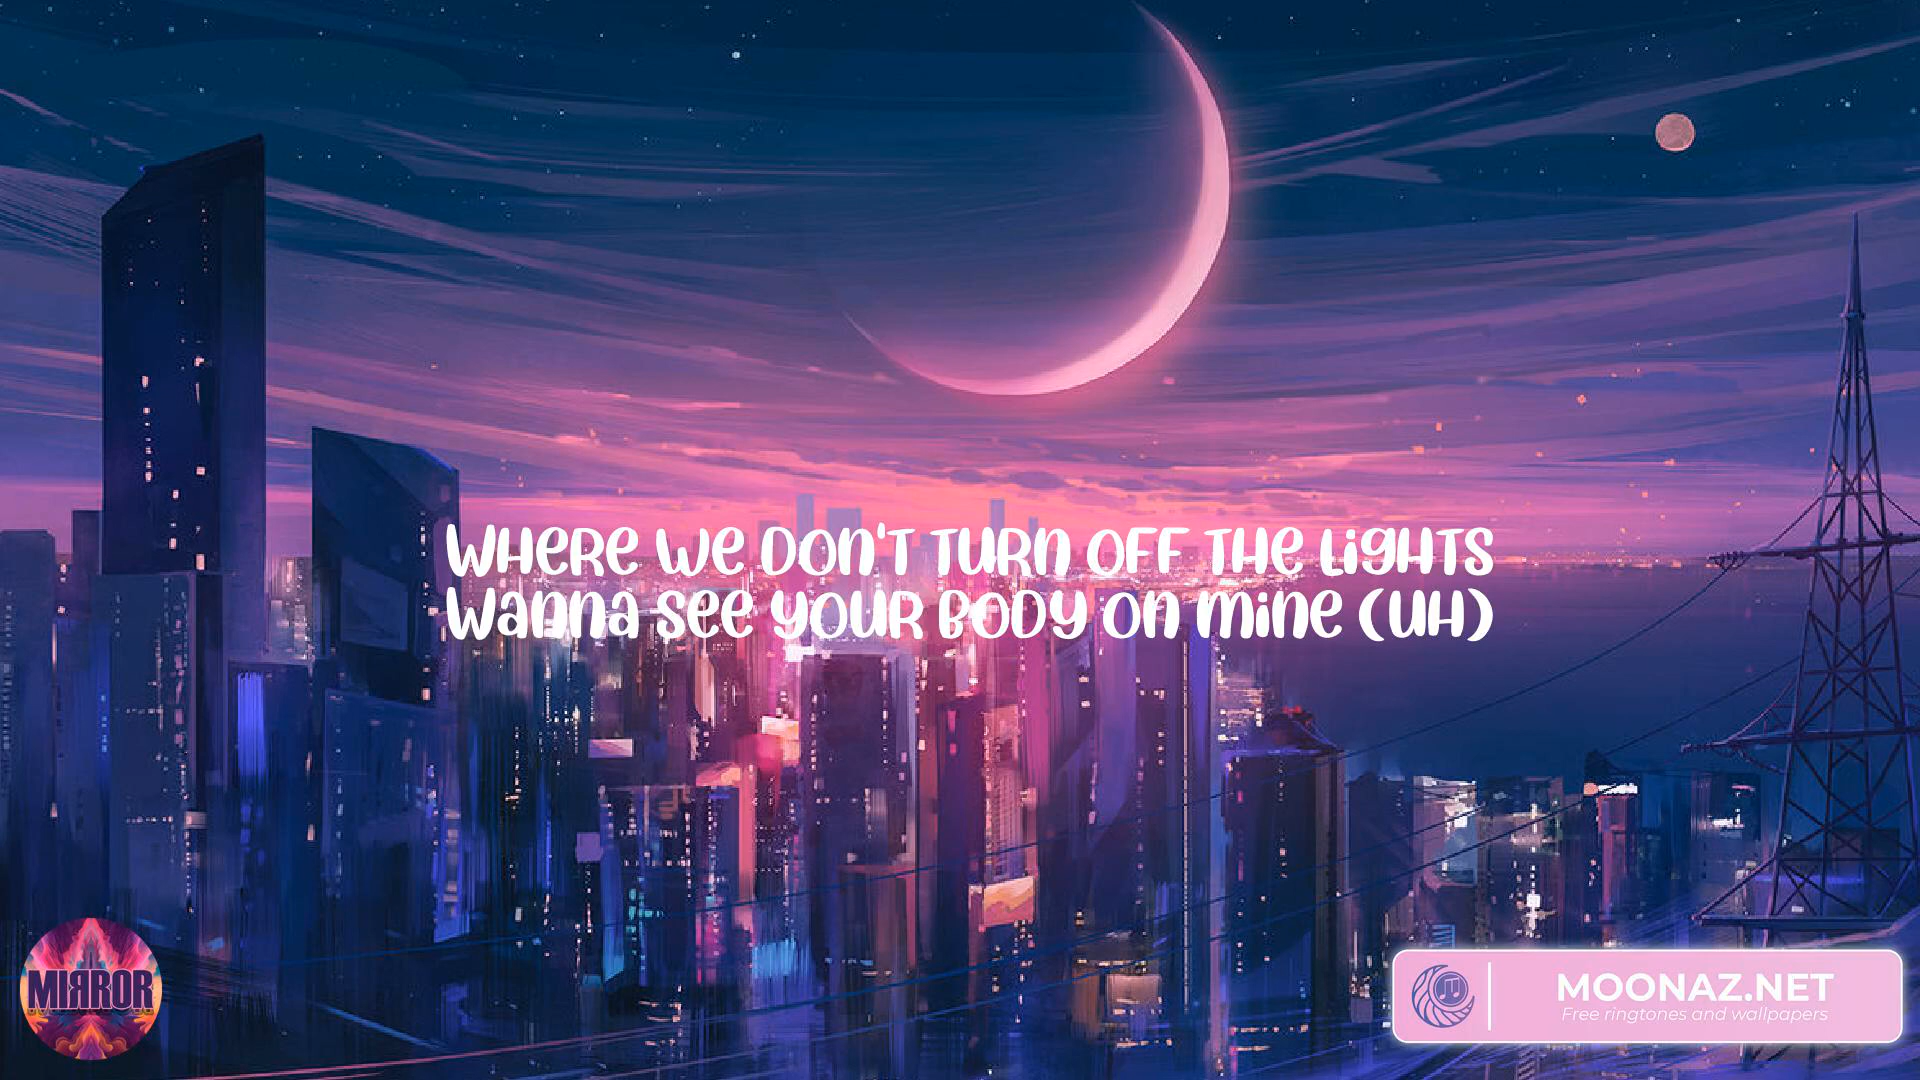 Where we don't turn off the lights
Wanna see your body on mine (uh)
MIRROR
MOONAZ.NET
Free ringtones and wallpapers